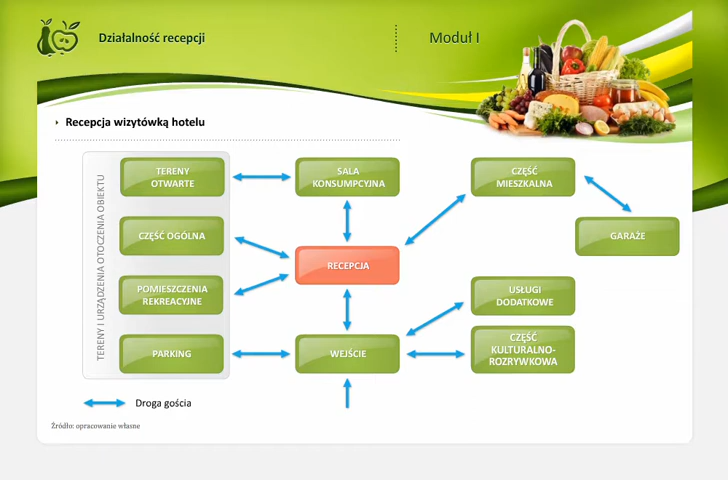 Działalność recepcji
Moduł I
Recepcja wizytówką hotelu
TERENY I URZĄDZENIA OTOCZENIA OBIEKTU
TERENY
OTWARTE
SALA
KONSUMPCYJNA
CZĘŚĆ
MIESZKALNA
CZĘŚĆ OGÓLNA
GARAŻE
RECEPCJA
POMIESZCZENIA
REKREACYJNE
USŁUGI
DODATKOWE
PARKING
WEJŚCIE
CZĘŚĆ
KULTURALNO-
ROZRYWKOWA
Droga gościa
Źródło: opracowanie własne